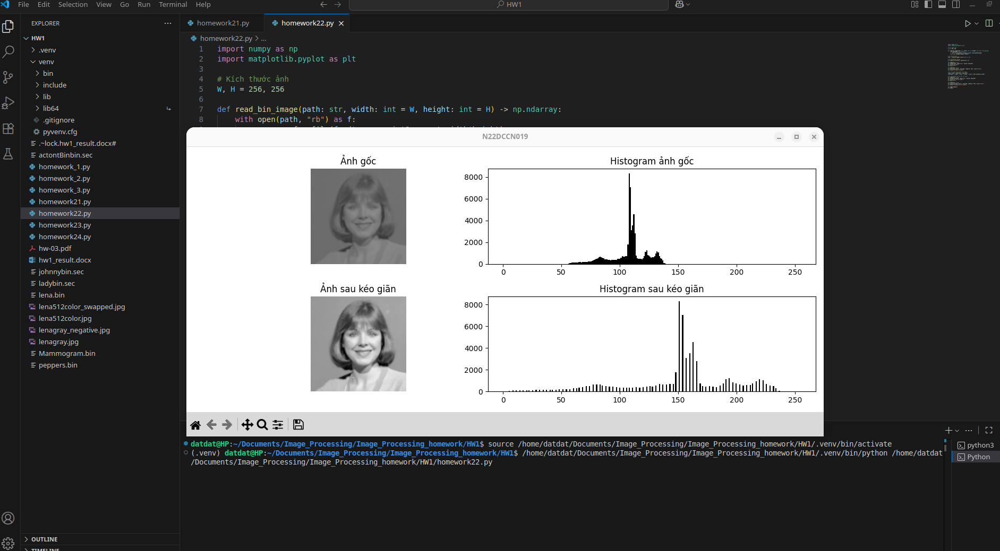 File Edit Selection View Go Run Terminal Help
HW1
EXPLORER
HW1
.venv
venv
bin
include
lib
lib64
.gitignore
pyvenv.cfg
.~lock.hw1_result.docx#
actontBinbin.sec
homework_1.py
homework_2.py
homework_3.py
homework21.py
homework22.py
homework23.py
homework24.py
hw-03.pdf
hw1_result.docx
johnnybin.sec
ladybin.sec
lena.bin
lena512color_swapped.jpg
lena512color.jpg
lenagray_negative.jpg
lenagray.jpg
Mammogram.bin
peppers.bin
OUTLINE
TIMELINE
homework21.py homework22.py
homework22.py > ...
1 import numpy as np
2 import matplotlib.pyplot as plt
3
4 # Kích thước ảnh
5 W, H = 256, 256
6
7 def read_bin_image(path: str, width: int = W, height: int = H) -> np.ndarray:
8 with open(path, "rb") as f:
N22DCCN019
Ảnh gốc
Histogram ảnh gốc
8000
6000
4000
2000
0
0 50 100 150 200 250
Ảnh sau kéo giãn
Histogram sau kéo giãn
8000
6000
4000
2000
0
0 50 100 150 200 250
datdat@HP:~/Documents/Image_Processing/Image_Processing_homework/HW1$ source /home/datdat/Documents/Image_Processing/Image_Processing_homework/HW1/.venv/bin/activate
(.venv) datdat@HP:~/Documents/Image_Processing/Image_Processing_homework/HW1$ /home/datdat/Documents/Image_Processing/Image_Processing_homework/HW1/.venv/bin/python /home/datdat
/Documents/Image_Processing/Image_Processing_homework/HW1/homework22.py
python3
Python